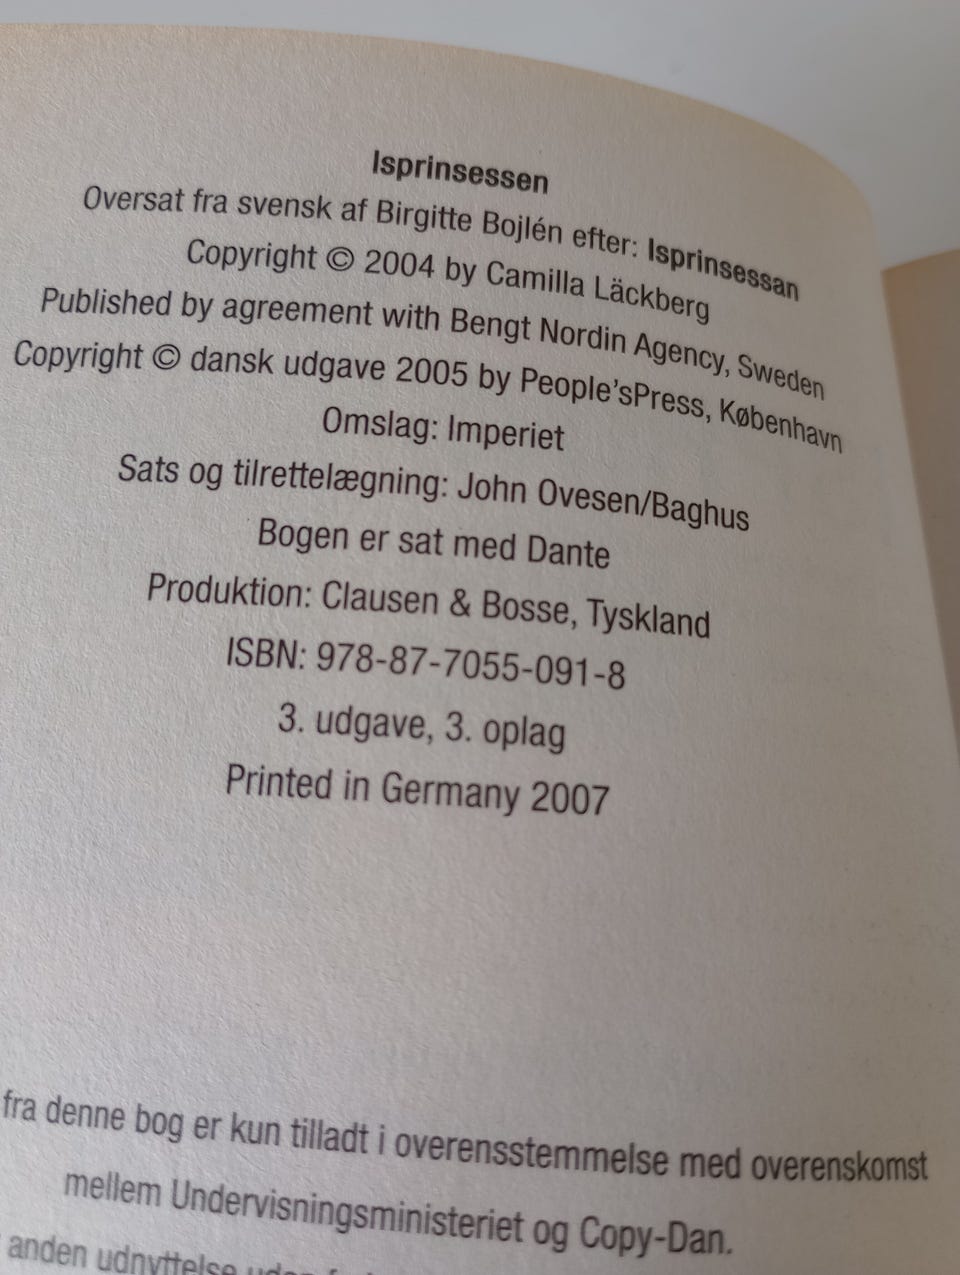 Isprinsessen
Oversat fra svensk af Birgitte Bojlén efter: Isprinsessan
Copyright © 2004 by Camilla Läckberg
Published by agreement with Bengt Nordin Agency, Sweden
Copyright © dansk udgave 2005 by People'sPress, København
Omslag: Imperiet
Sats og tilrettelægning: John Ovesen/Baghus
Bogen er sat med Dante
Produktion: Clausen & Bosse, Tyskland
ISBN: 978-87-7055-091-8
3. udgave, 3. oplag
Printed in Germany 2007
fra denne bog er kun tilladt i overensstemmelse med overenskomst
mellem Undervisningsministeriet og Copy-Dan.
anden udnyttelse uden